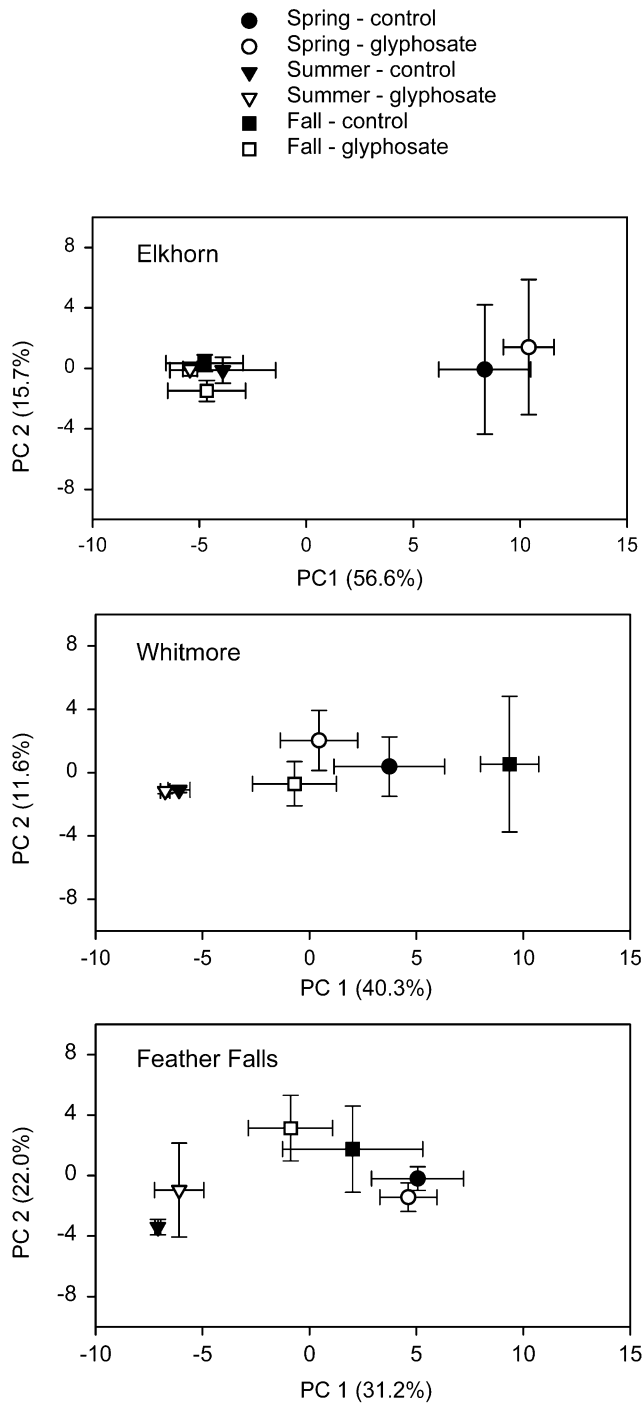 Spring - control
Spring - glyphosate
Summer - control
Summer - glyphosate
Fall - control
Fall - glyphosate
Elkhorn
8
4
0
-4
-8
PC 2 (15.7%)
-10 -5 0 5 10 15
PC1 (56.6%)
Whitmore
8
4
0
-4
-8
PC 2 (11.6%)
-10 -5 0 5 10 15
PC 1 (40.3%)
Feather Falls
8
4
0
-4
-8
PC 2 (22.0%)
-10 -5 0 5 10 15
PC 1 (31.2%)